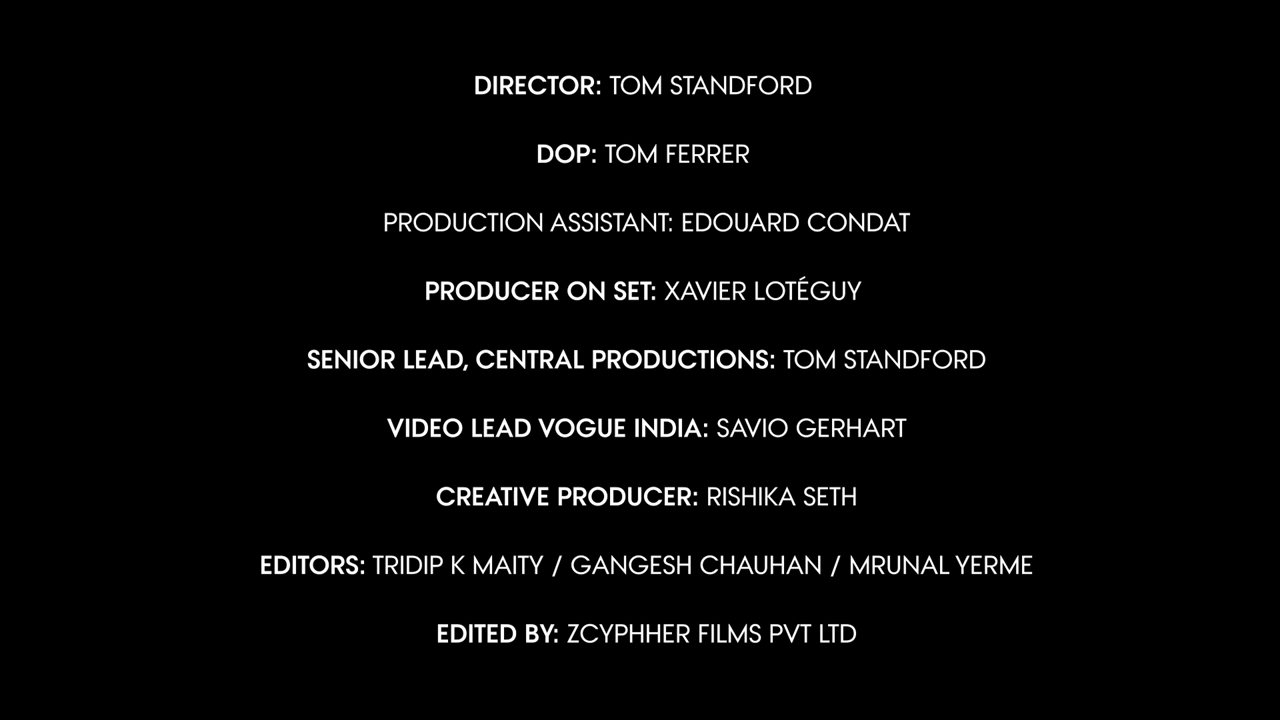 DIRECTOR: TOM STANDFORD
DOP: TOM FERRER
PRODUCTION ASSISTANT: EDOUARD CONDAT
PRODUCER ON SET: XAVIER LOTÉGUY
SENIOR LEAD, CENTRAL PRODUCTIONS: TOM STANDFORD
VIDEO LEAD VOGUE INDIA: SAVIO GERHART
CREATIVE PRODUCER: RISHIKA SETH
EDITORS: TRIDIP K MAITY / GANGESH CHAUHAN / MRUNAL YERME
EDITED BY: ZCYPHHER FILMS PVT LTD